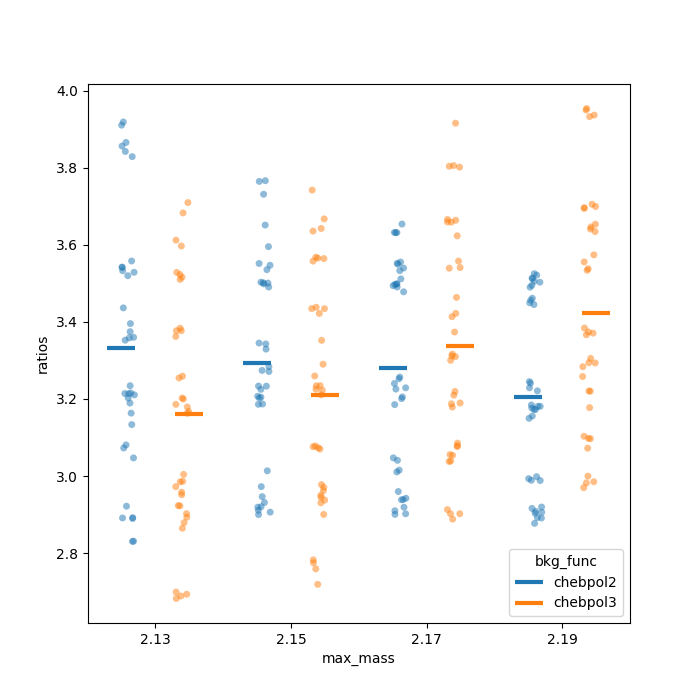 4.0
3.8
3.6
3.4
3.2
3.0
2.8
ratios
2.13 2.15 2.17 2.19
max_mass
bkg_func
chebpol2
chebpol3